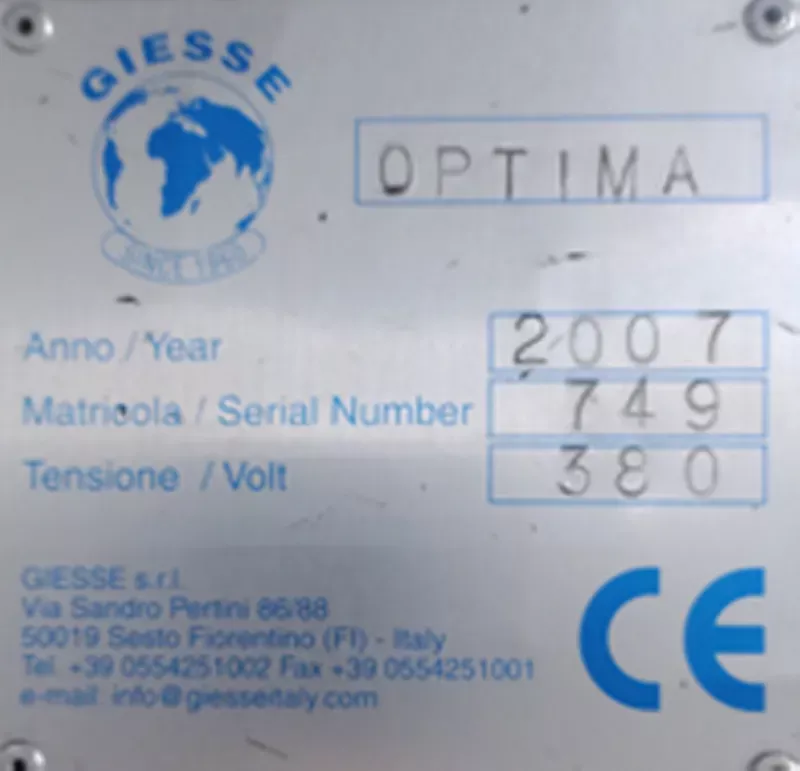 GIESSE
OPTIMA
SINCE
Anno / Year 2007
Matricola / Serial Number 749
Tensione / Volt 380
GIESSE s.r.l.
Via Sandro Pertini 86/88
50019 Sesto Fiorentino (FI) - Italy
Tel. +39 0554251002 Fax +39 0554251001
e-mail: info@giesseitaly.com
CE